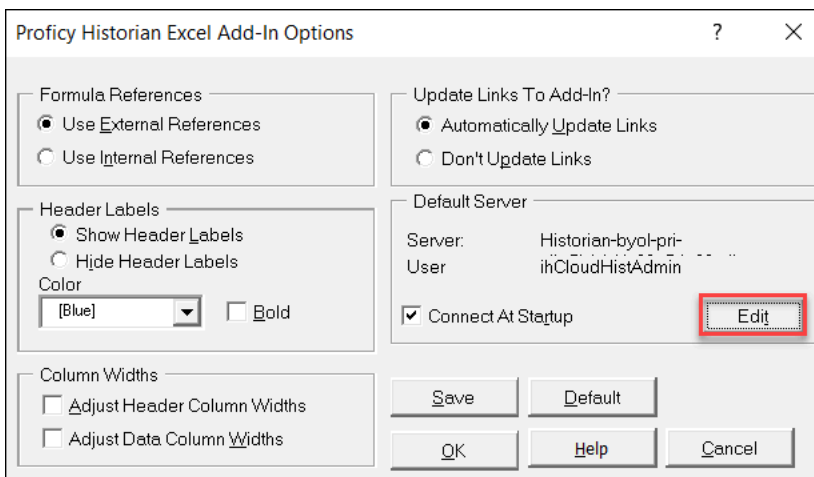 Proficy Historian Excel Add-In Options
?
Formula References
Use External References
Use Internal References
Update Links To Add-In?
Automatically Update Links
Don't Update Links
Header Labels
Show Header Labels
Hide Header Labels
Color
[Blue]
Bold
Default Server
Server: Historian-byol-pri-
User ihCloudHistAdmin
Connect At Startup
Edit
Column Widths
Adjust Header Column Widths
Adjust Data Column Widths
Save
Default
OK
Help
Cancel